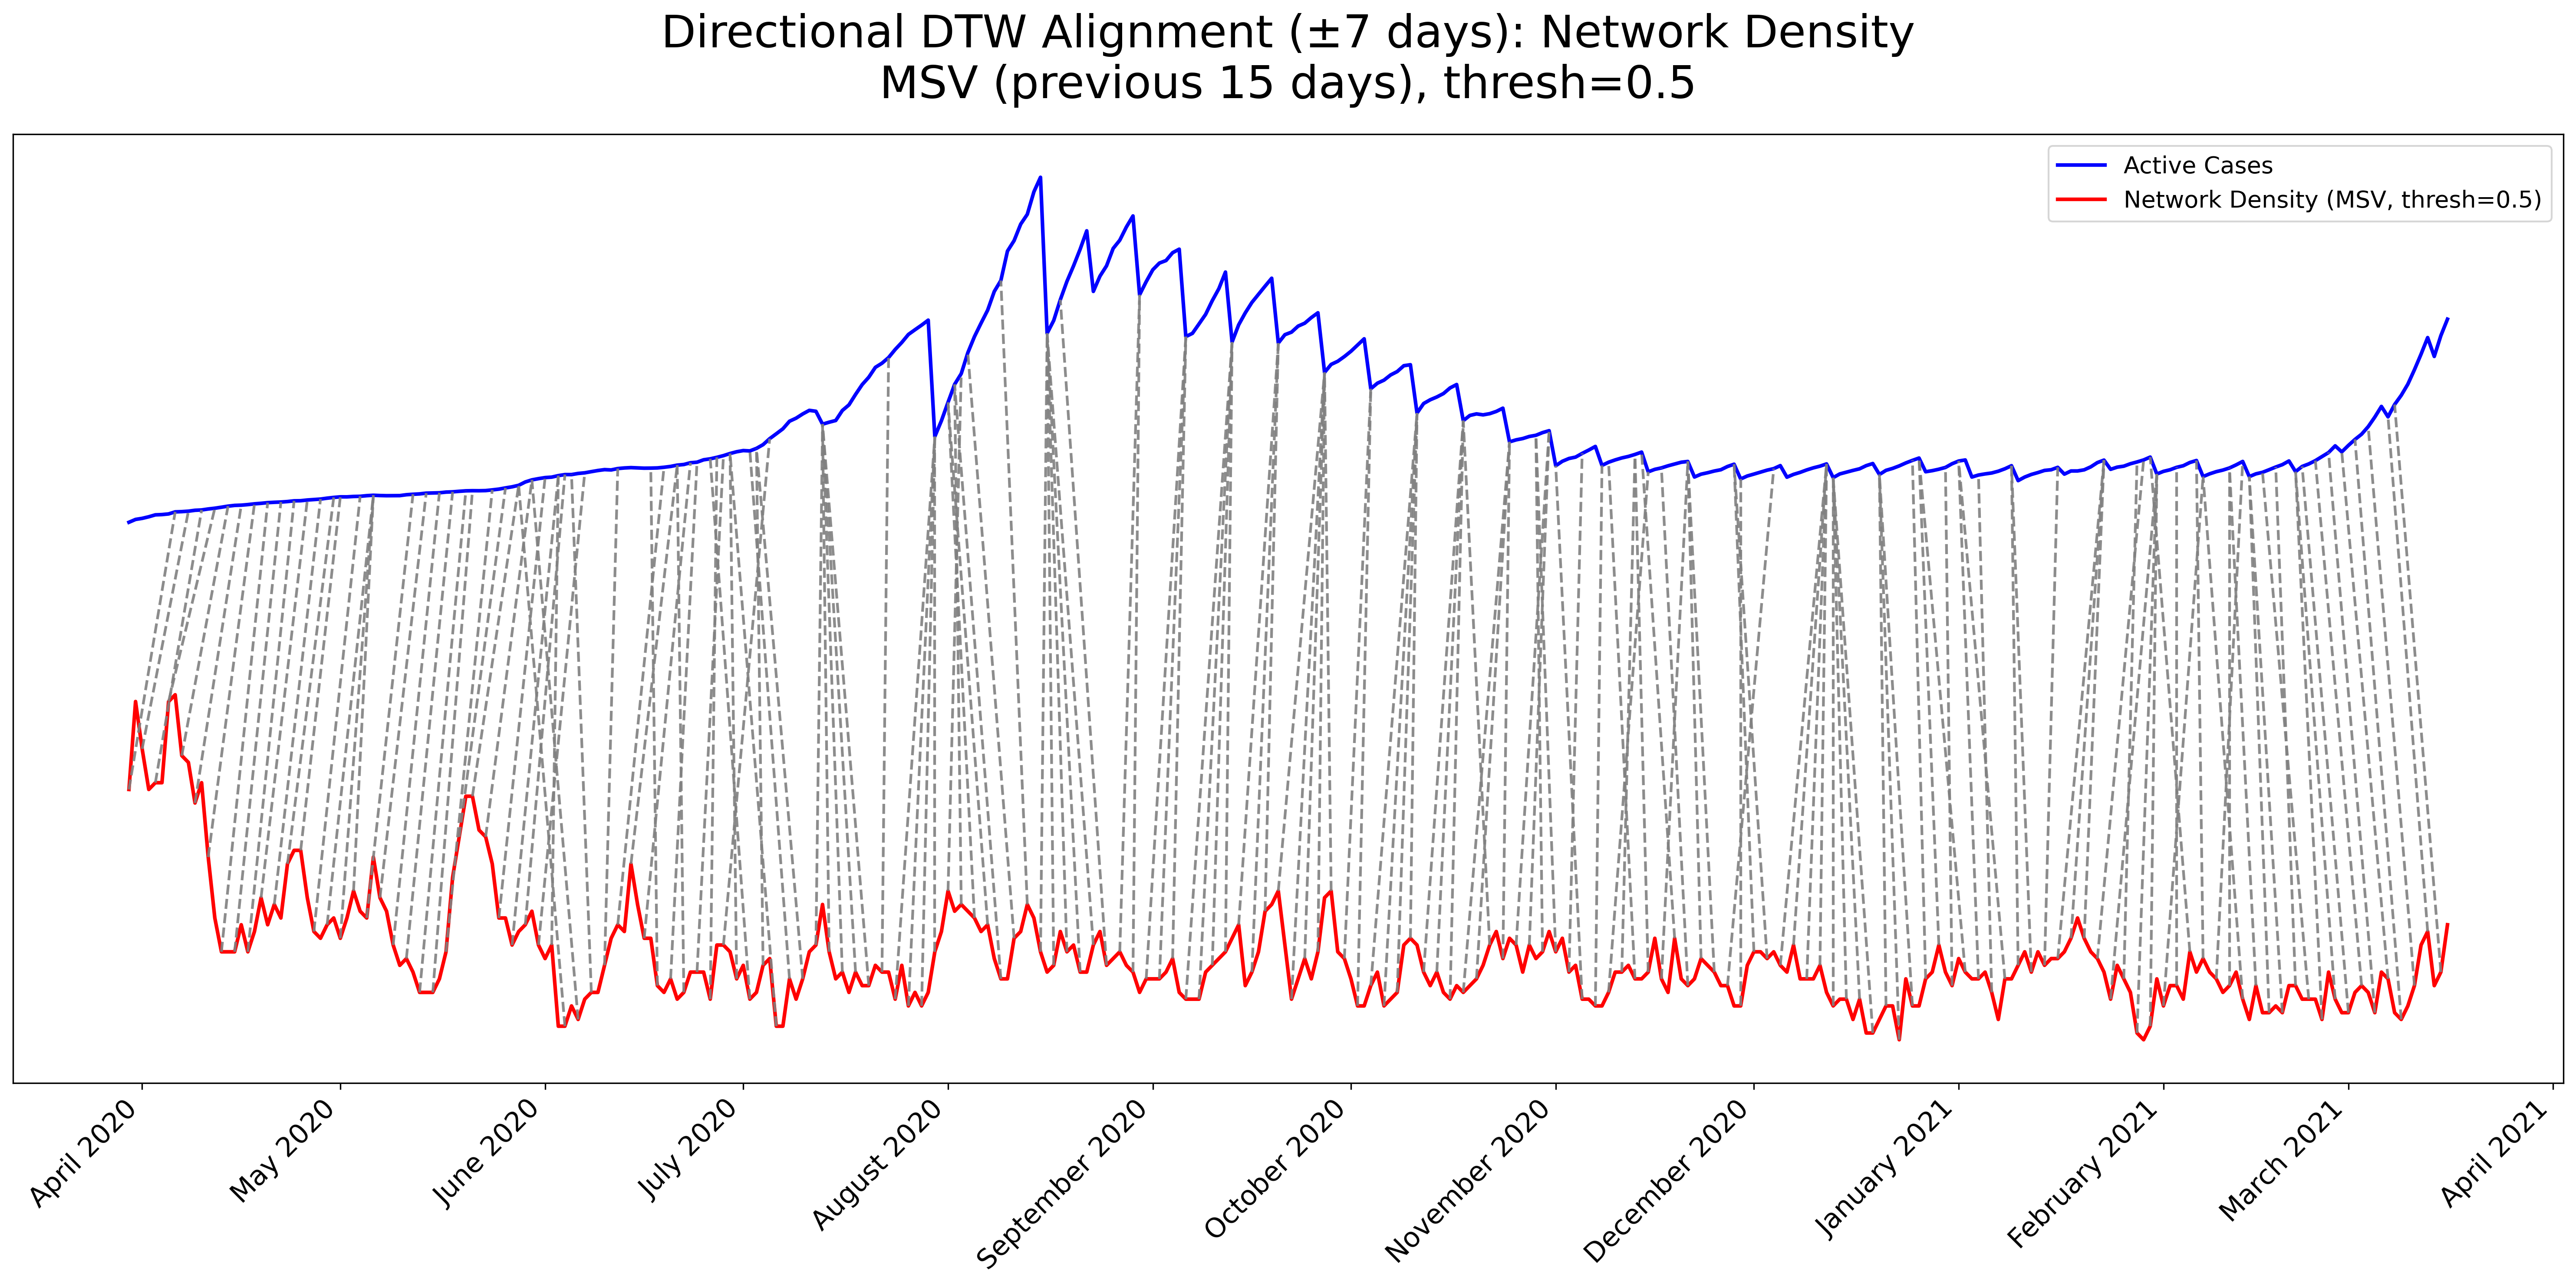 Directional DTW Alignment (±7 days): Network Density
MSV (previous 15 days), thresh=0.5
Active Cases
Network Density (MSV, thresh=0.5)
April 2020
May 2020
June 2020
July 2020
August 2020
September 2020
October 2020
November 2020
December 2020
January 2021
February 2021
March 2021
April 2021